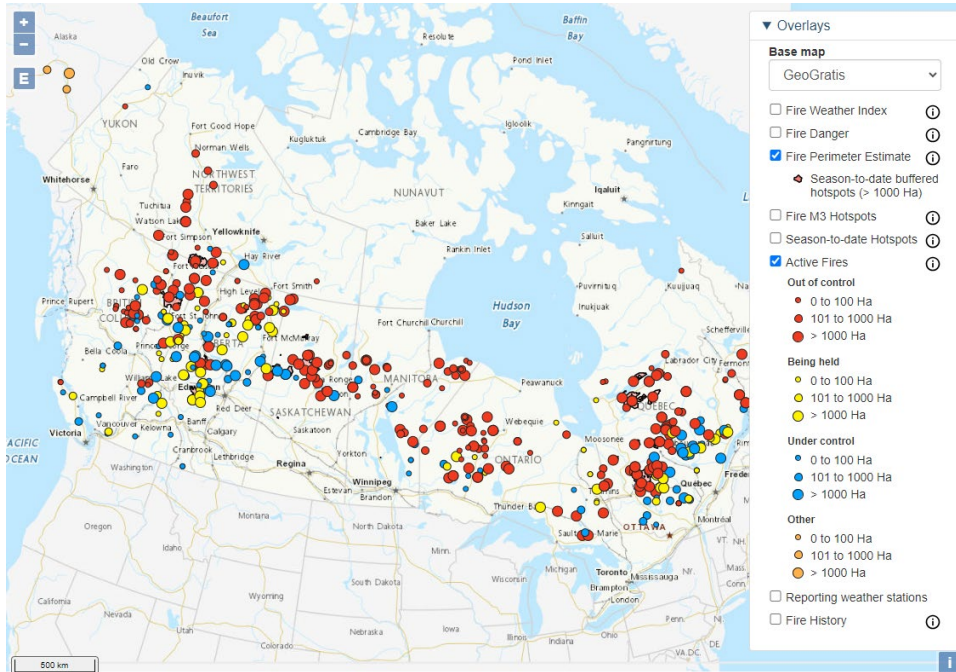 +
−
E
Beaufort
Sea
Baffin
Bay
Alaska
Resolute
Old Crow
Inuvik
Pond Inlet
YUKON
Fort Good Hope
Norman Wells
Kugluktuk
Cambridge Bay
Igloolik
Pangnirtung
Faro
Whitehorse
NORTHWEST
TERRITORIES
NUNAVUT
Iqaluit
Kinngait
Tuchitua
Watson Lake
Baker Lake
Fort Simpson
Yellowknife
Rankin Inlet
Salluit
Hay River
Prince Rupert
High Level
Fort Smith
Puvirnituq
Kuujjuaq
Inukjuak
Hudson
Bay
Fort St John
Fort Churchill
Churchill
Schefferville
Fort McMurray
Bella Coola
Labrador City
Fermont
MANITOBA
Peawanuck
Campbell River
Red Deer
SASKATCHEWAN
QUEBEC
Vancouver
Kelowna
Banff
Calgary
Saskatoon
Webequie
Moosonee
Victoria
PACIFIC
OCEAN
Cranbrook
Lethbridge
Regina
Yorkton
ONTARIO
Washington
Winnipeg
Estevan
Brandon
Thunder Bay
Québec
Montana
North Dakota
OTTAWA
Montréal
Oregon
Minn.
Sault
Marie
Idaho
South Dakota
Wisconsin
Michigan
Toronto
Mississauga
Brampton
London
VT.
N.H.
N.Y.
Mass.
Conn
Wyoming
California
Nevada
Utah
Nebraska
Iowa
Illinois
Indiana
Ohio
Penn.
N.J.
Colorado
VA.
D.C.
500 km
▼ Overlays
Base map
GeoGratis
Fire Weather Index
Fire Danger
Fire Perimeter Estimate
Season-to-date buffered
hotspots (> 1000 Ha)
Fire M3 Hotspots
Season-to-date Hotspots
Active Fires
Out of control
0 to 100 Ha
101 to 1000 Ha
> 1000 Ha
Being held
0 to 100 Ha
101 to 1000 Ha
> 1000 Ha
Under control
0 to 100 Ha
101 to 1000 Ha
> 1000 Ha
Other
0 to 100 Ha
101 to 1000 Ha
> 1000 Ha
Reporting weather stations
Fire History
i